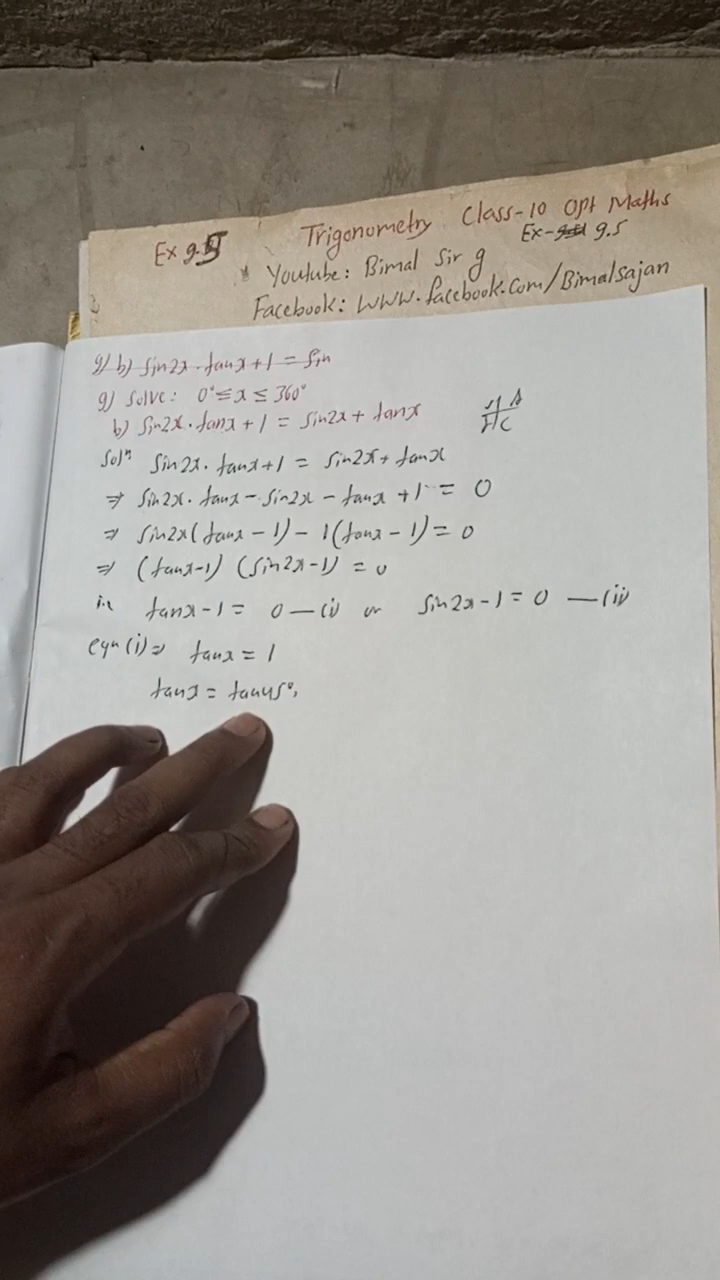 Ex 9.5
Trigonometry Class-10 Opt Maths
Ex- 9.5
Youtube: Bimal Sir g
Facebook: WWW.facebook.Com/Bimalsajan
9) b) Sin2x.tanx+1 = Sin
9) Solve: 0°≤x≤360°
b) Sin2x.tanx+1 = Sin2x+tanx
S A
T C
Solⁿ Sin2x.tanx+1 = Sin2x+tanx
⇒ Sin2x.tanx-Sin2x-tanx+1 = 0
⇒ Sin2x(tanx-1)-1(tanx-1)=0
⇒ (tanx-1) (Sin2x-1) = 0
tanx-1= 0-(i) or Sin2x-1=0 -(ii)
eqn(i)⇒ tanx=1
tanx=tan45°,